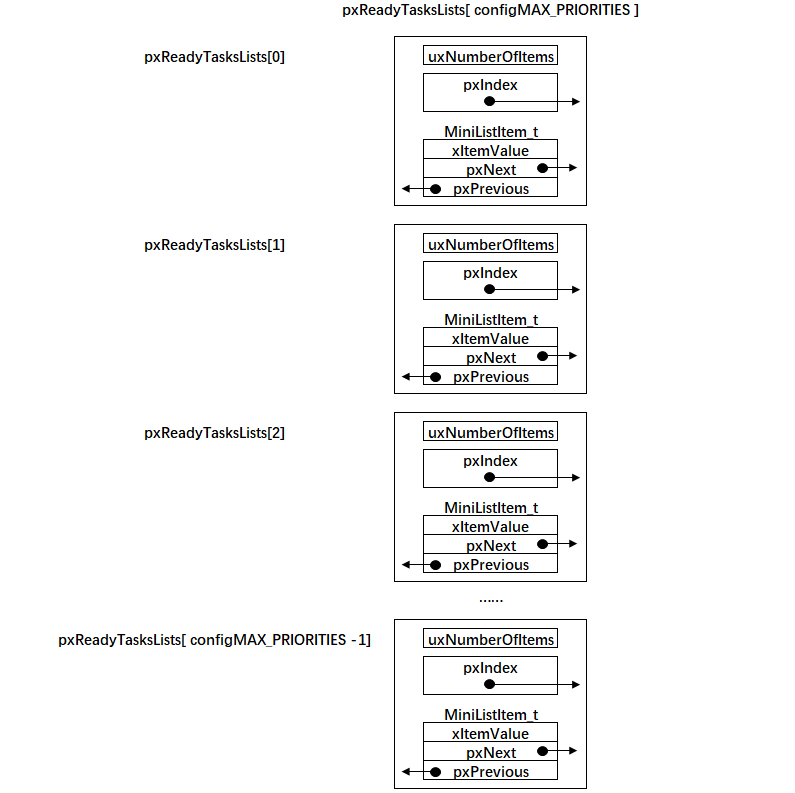 pxReadyTasksLists[ configMAX_PRIORITIES ]
pxReadyTasksLists[0]
uxNumberOfItems
pxIndex
MiniListItem_t
xItemValue
pxNext
pxPrevious
pxReadyTasksLists[1]
uxNumberOfItems
pxIndex
MiniListItem_t
xItemValue
pxNext
pxPrevious
pxReadyTasksLists[2]
uxNumberOfItems
pxIndex
MiniListItem_t
xItemValue
pxNext
pxPrevious
......
pxReadyTasksLists[ configMAX_PRIORITIES -1]
uxNumberOfItems
pxIndex
MiniListItem_t
xItemValue
pxNext
pxPrevious